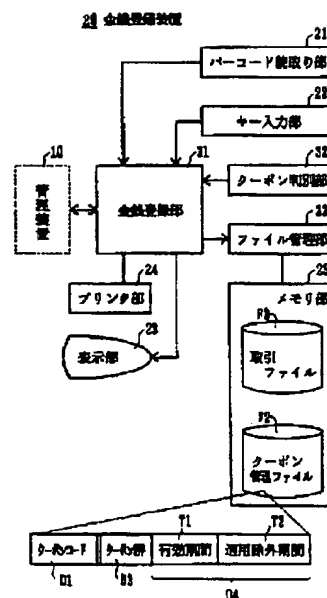 金銭登録装置
21
バーコード読取り部
22
キー入力部
10
31
32
管理装置
金銭登録部
クーポン判別部
ファイル管理部
24
25
プリンタ部
メモリ部
23
表示部
F3
取引
ファイル
F2
クーポン
管理ファイル
T1
T2
クーポンコード
クーポン群
有効期間
適用除外期間
D1